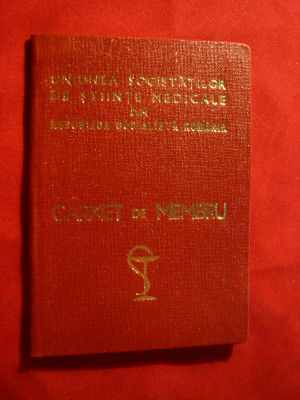 UNIUNEA SOCIETĂȚILOR
DE ȘTIINȚE MEDICALE
DIN
REPUBLICA SOCIALISTĂ ROMÂNIA
CARNET DE MEMBRU